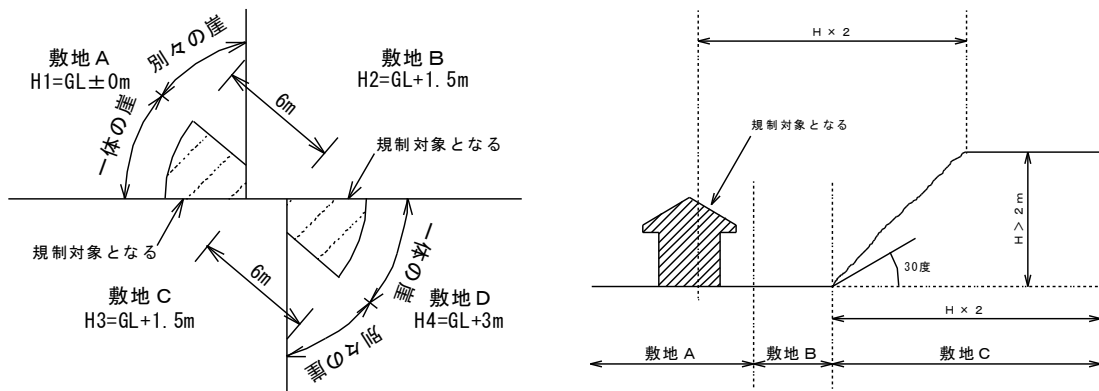 敷地A
H1=GL±0m
別々の崖
一体の崖
敷地B
H2=GL+1.5m
6m
規制対象となる
規制対象となる
敷地C
H3=GL+1.5m
6m
敷地D
H4=GL+3m
一体の崖
別々の崖
H × 2
規制対象となる
H>2m
30度
H × 2
敷地A
敷地B
敷地C